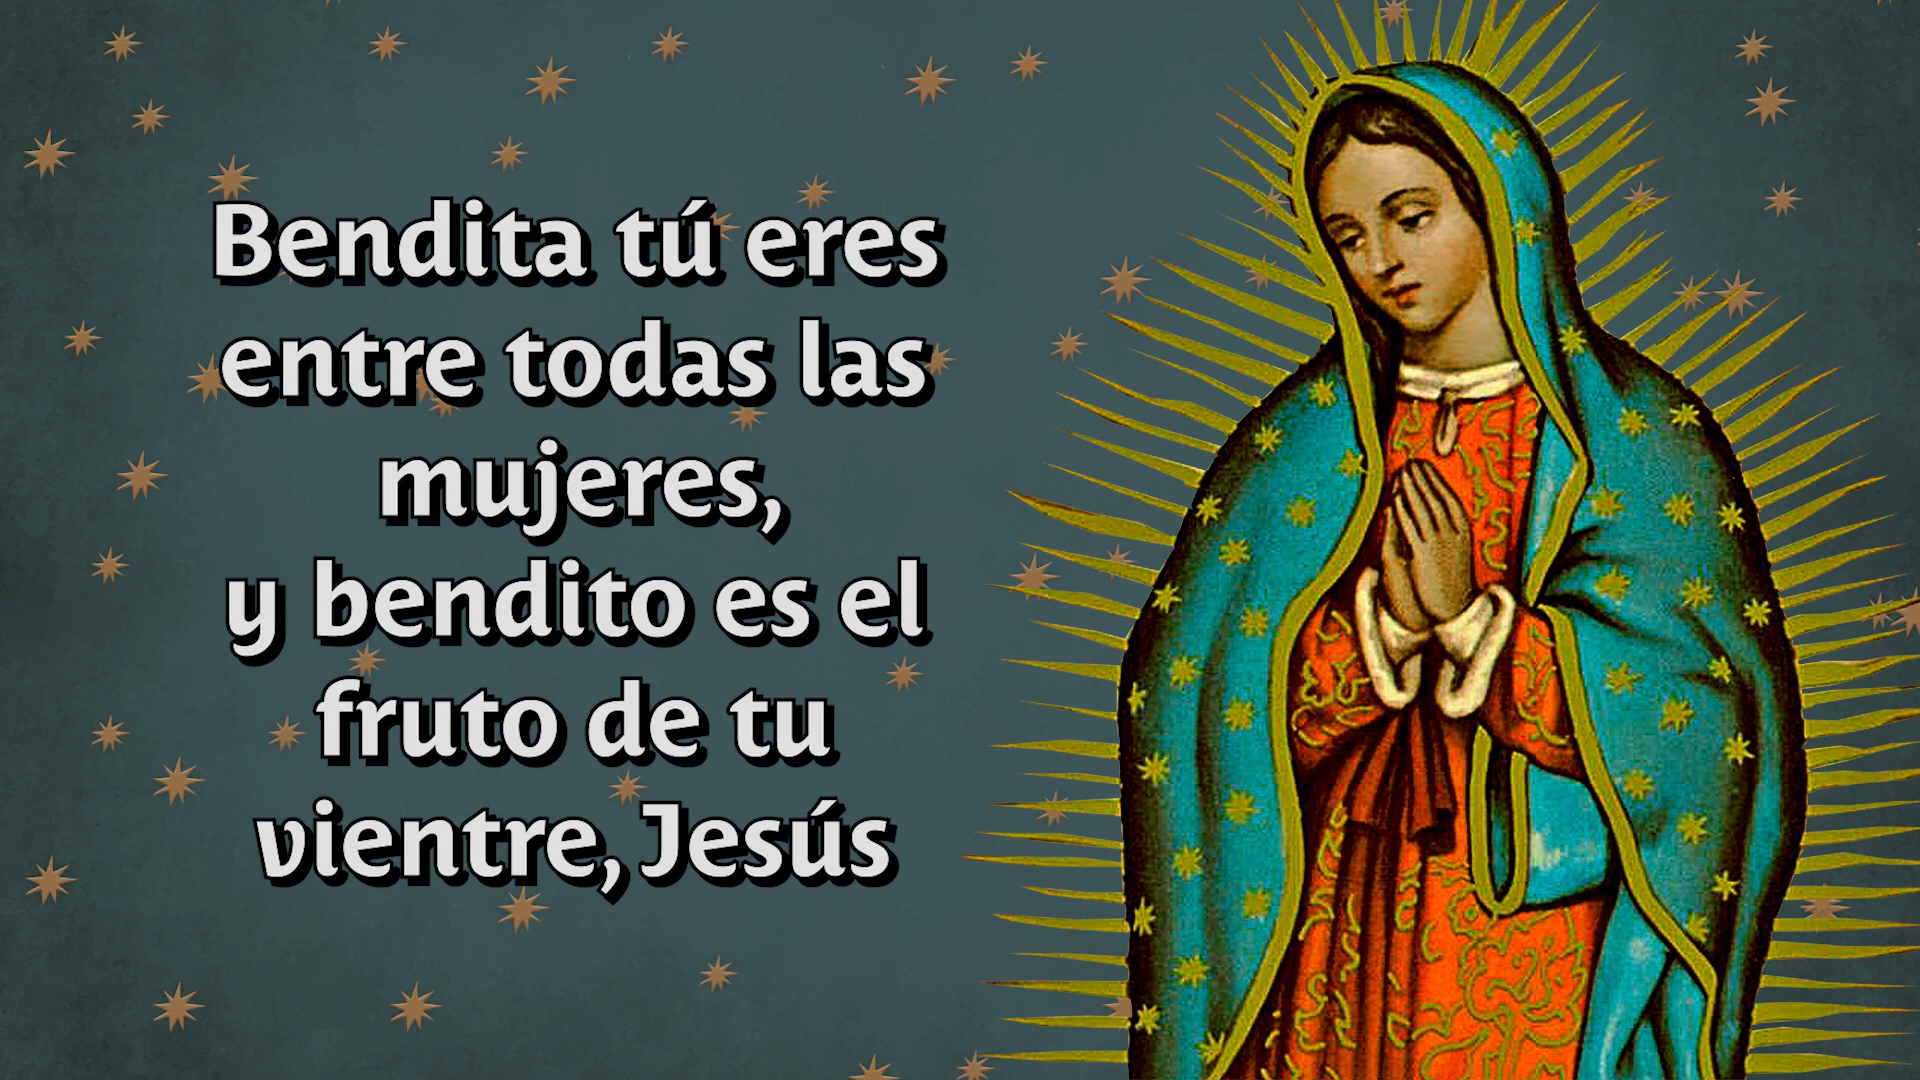 Bendita tú eres
entre todas las
mujeres,
y bendito es el
fruto de tu
vientre, Jesús